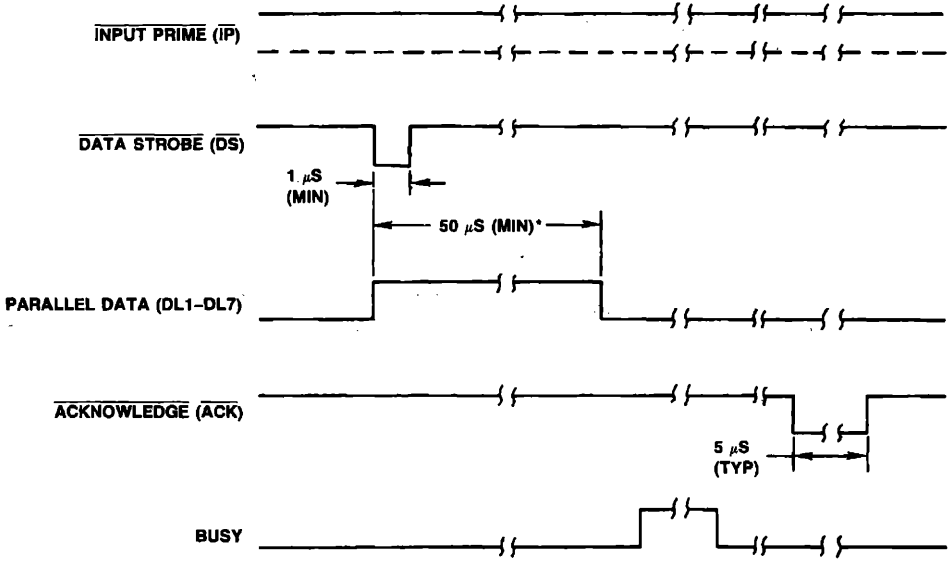 INPUT PRIME (IP)
DATA STROBE (DS)
1 μS
(MIN)
50 μS (MIN)*
PARALLEL DATA (DL1–DL7)
ACKNOWLEDGE (ACK)
5 μS
(TYP)
BUSY